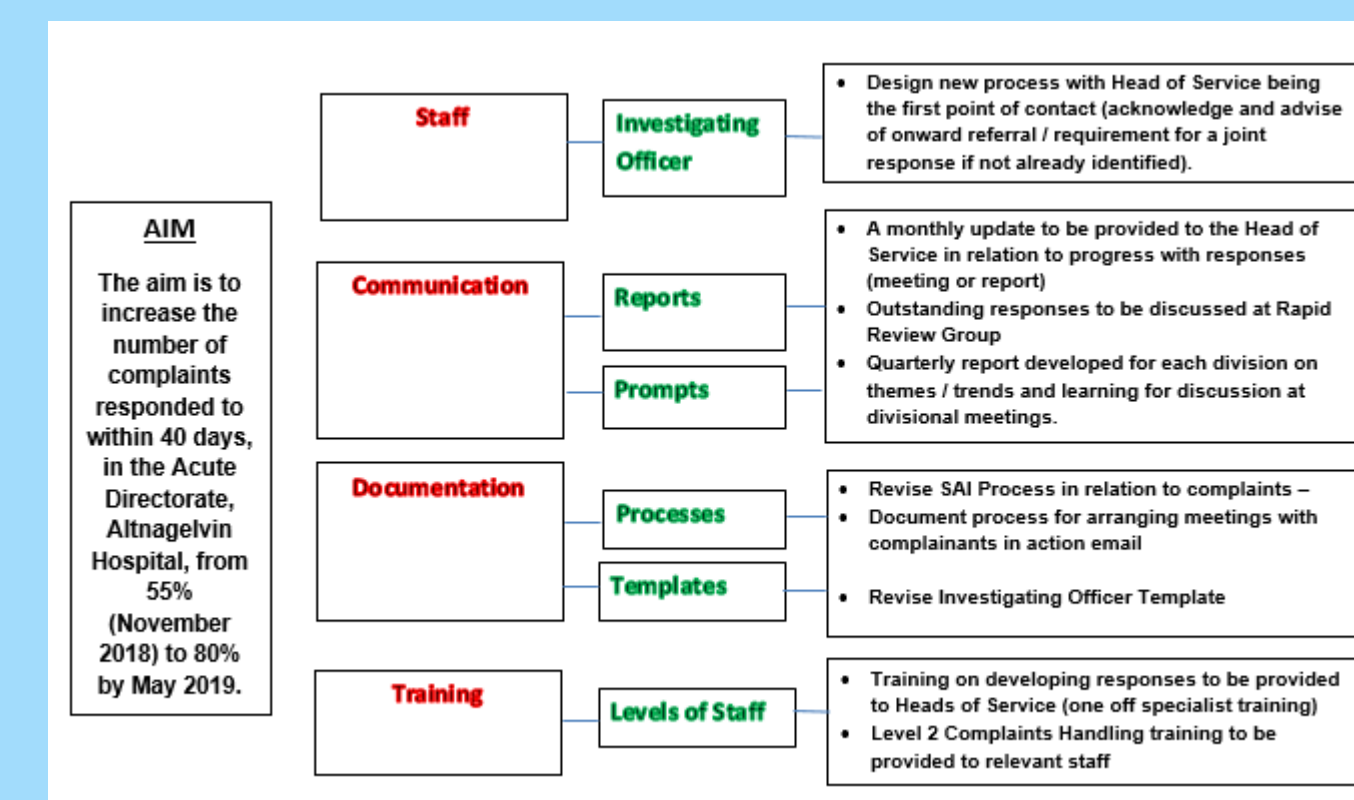 AIM
The aim is to
increase the
number of
complaints
responded to
within 40 days,
in the Acute
Directorate,
Altnagelvin
Hospital, from
55%
(November
2018) to 80%
by May 2019.
Staff
Investigating
Officer
• Design new process with Head of Service being
the first point of contact (acknowledge and advise
of onward referral / requirement for a joint
response if not already identified).
Communication
Reports
Prompts
• A monthly update to be provided to the Head of
Service in relation to progress with responses
(meeting or report)
• Outstanding responses to be discussed at Rapid
Review Group
• Quarterly report developed for each division on
themes / trends and learning for discussion at
divisional meetings.
Documentation
Processes
Templates
• Revise SAI Process in relation to complaints –
• Document process for arranging meetings with
complainants in action email
• Revise Investigating Officer Template
Training
Levels of Staff
• Training on developing responses to be provided
to Heads of Service (one off specialist training)
• Level 2 Complaints Handling training to be
provided to relevant staff